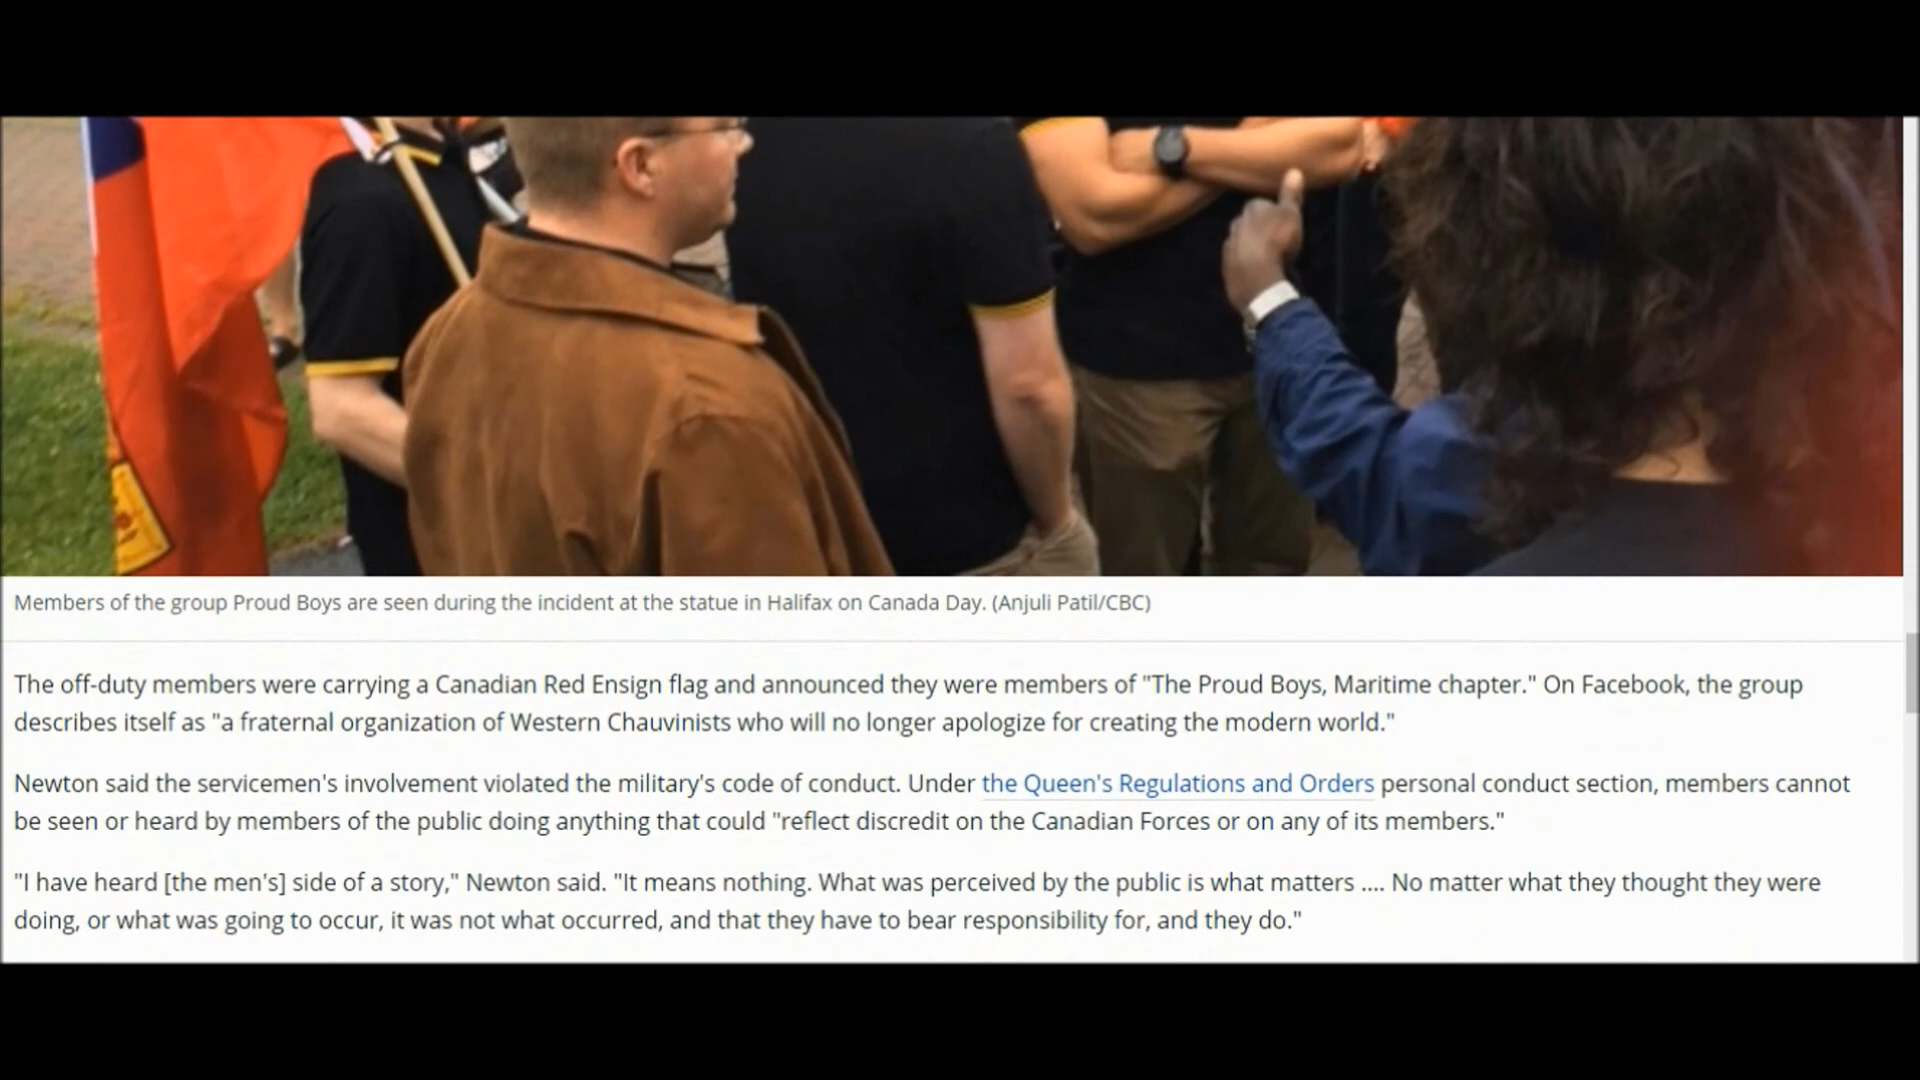 Members of the group Proud Boys are seen during the incident at the statue in Halifax on Canada Day. (Anjuli Patil/CBC)
The off-duty members were carrying a Canadian Red Ensign flag and announced they were members of "The Proud Boys, Maritime chapter." On Facebook, the group
describes itself as "a fraternal organization of Western Chauvinists who will no longer apologize for creating the modern world."
Newton said the servicemen's involvement violated the military's code of conduct. Under the Queen's Regulations and Orders personal conduct section, members cannot
be seen or heard by members of the public doing anything that could "reflect discredit on the Canadian Forces or on any of its members."
"I have heard [the men's] side of a story," Newton said. "It means nothing. What was perceived by the public is what matters .... No matter what they thought they were
doing, or what was going to occur, it was not what occurred, and that they have to bear responsibility for, and they do."